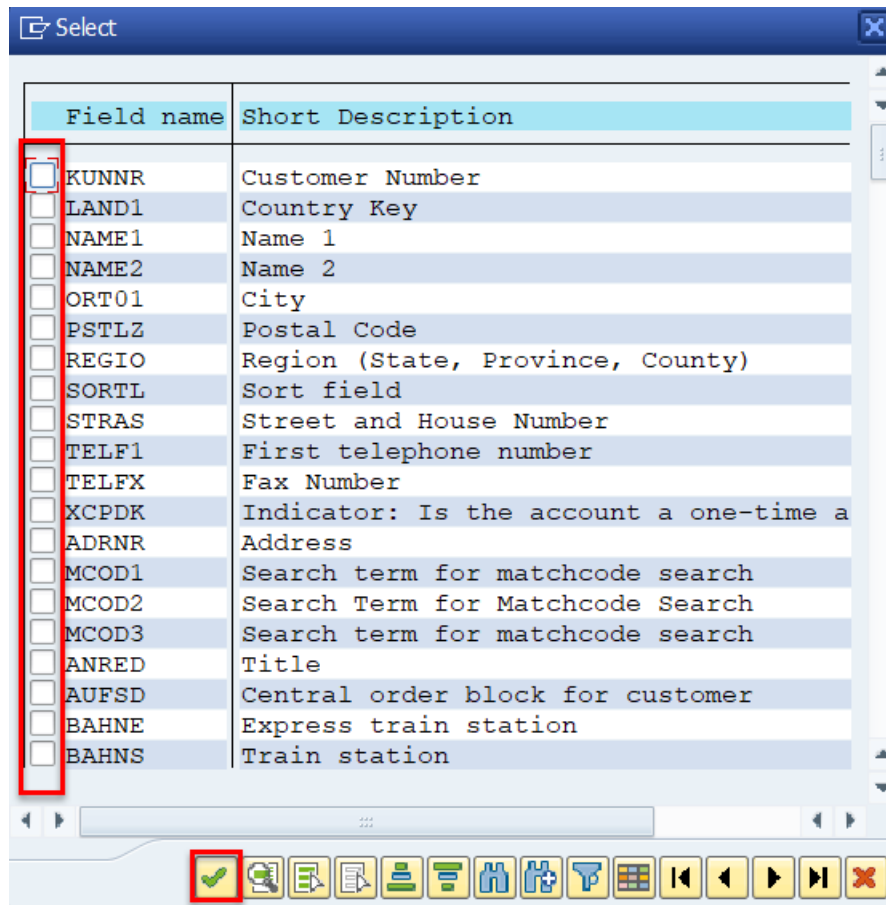 Select
Field name Short Description
KUNNR Customer Number
LAND1 Country Key
NAME1 Name 1
NAME2 Name 2
ORT01 City
PSTLZ Postal Code
REGIO Region (State, Province, County)
SORTL Sort field
STRAS Street and House Number
TELF1 First telephone number
TELFX Fax Number
XCPDK Indicator: Is the account a one-time a
ADRNR Address
MCOD1 Search term for matchcode search
MCOD2 Search Term for Matchcode Search
MCOD3 Search term for matchcode search
ANRED Title
AUFSD Central order block for customer
BAHNE Express train station
BAHNS Train station